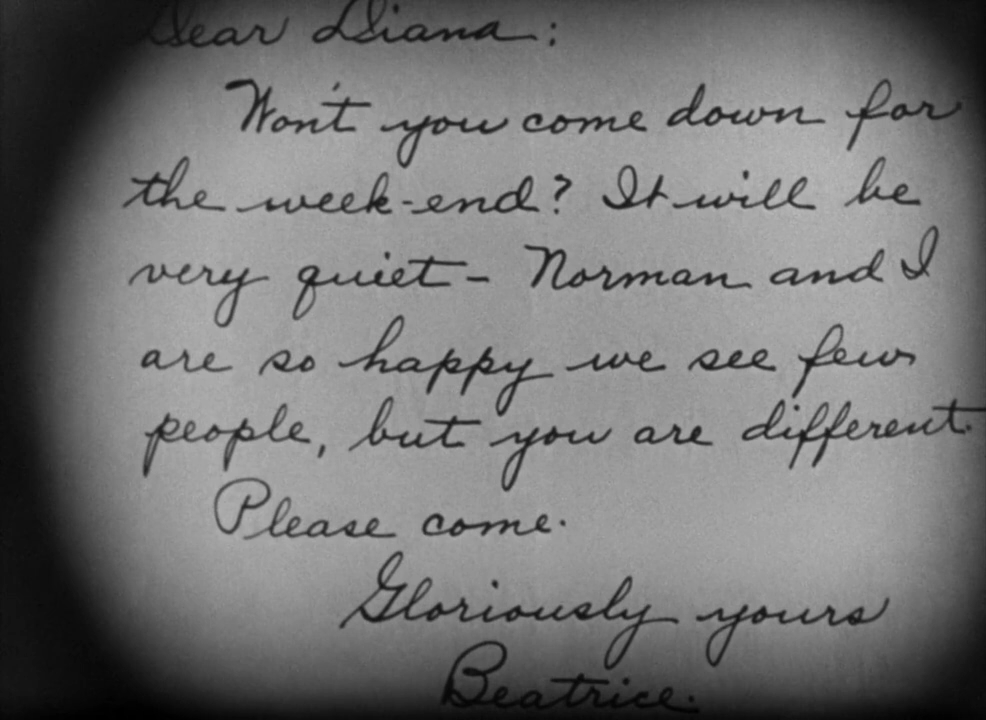 Dear Diana:
Won't you come down for
the week-end? It will be
very quiet - Norman and I
are so happy we see few
people, but you are different.
Please come.
Gloriously yours
Beatrice.